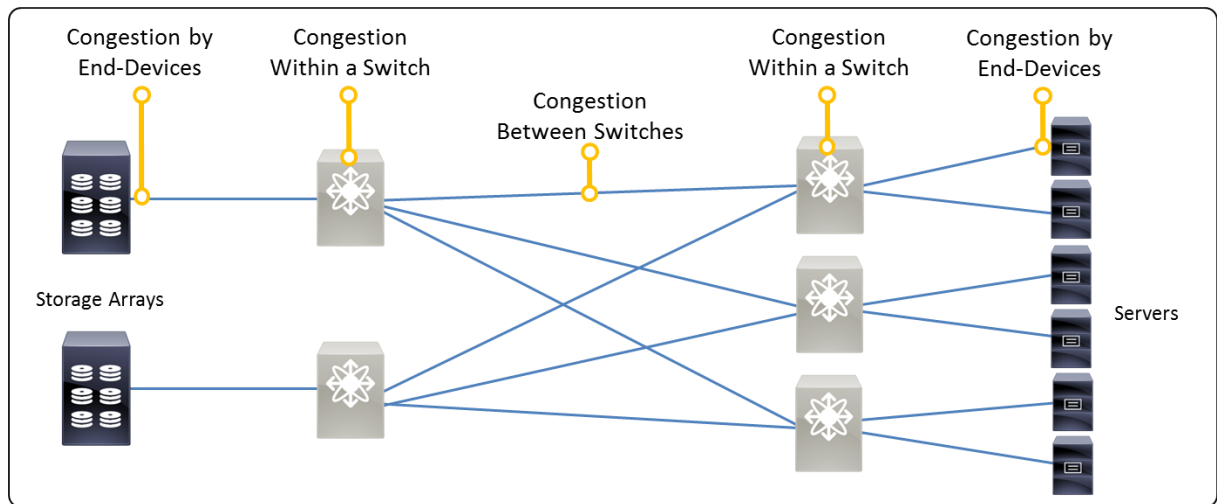 Congestion by
End-Devices
Congestion
Within a Switch
Congestion
Between Switches
Congestion
Within a Switch
Congestion by
End-Devices
Storage Arrays
Servers